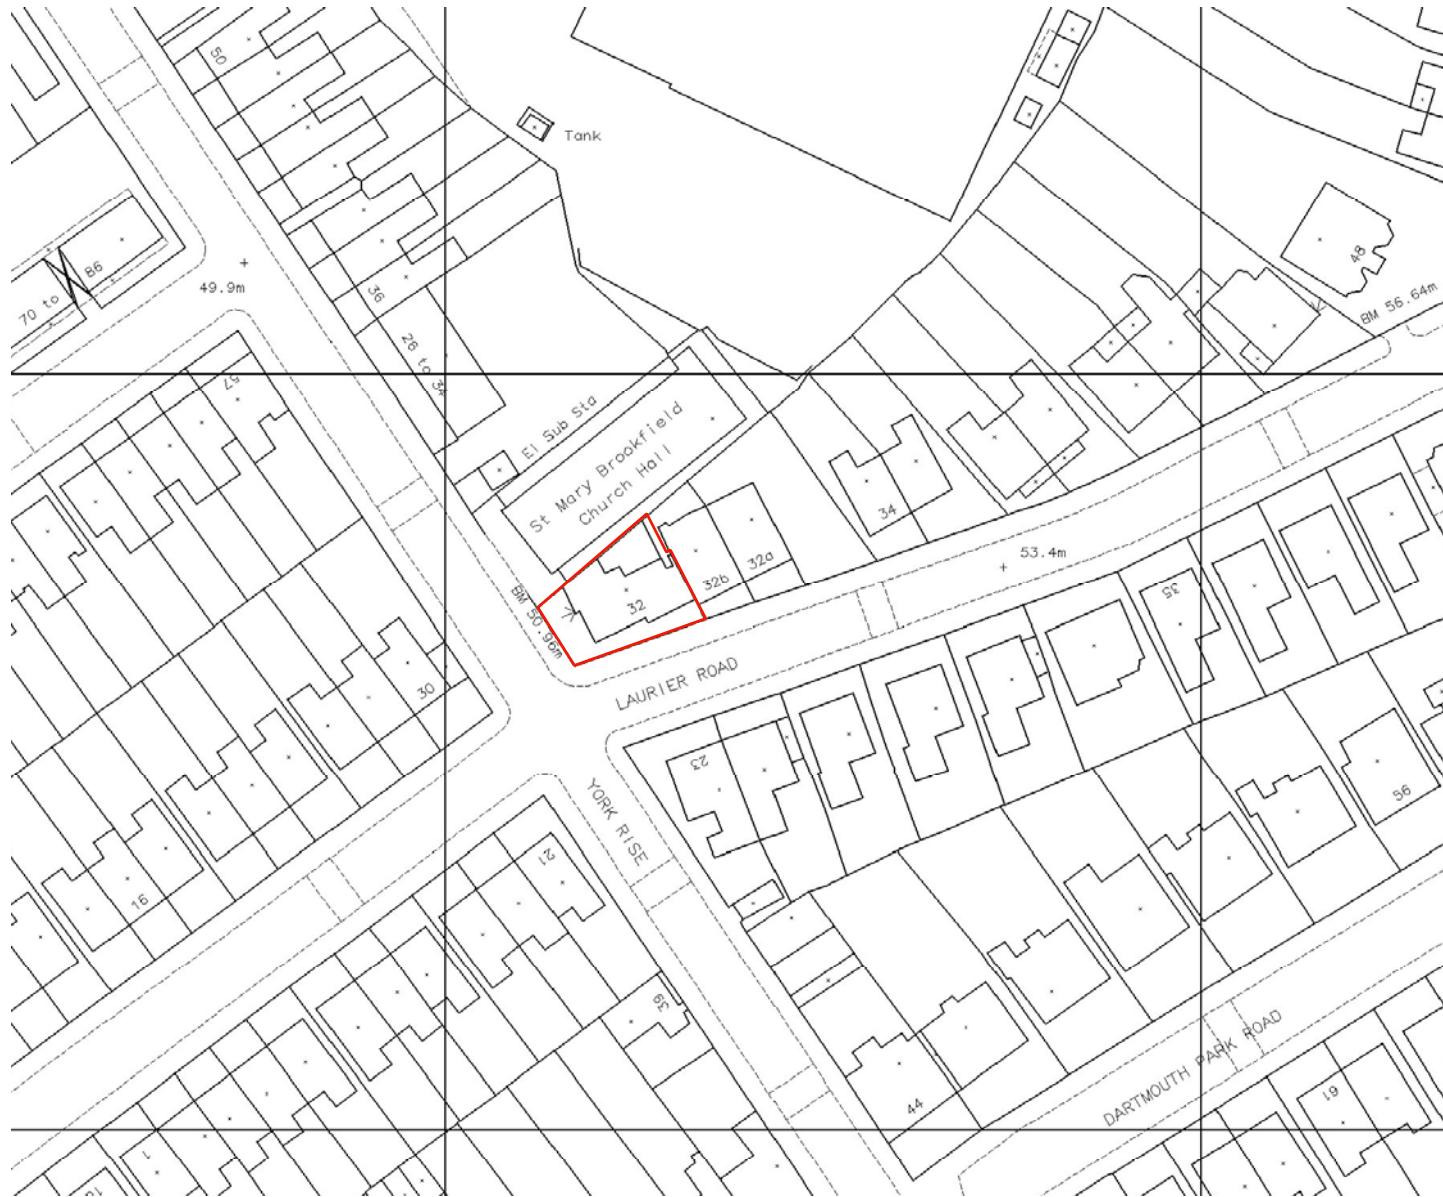 50
Tank
48
BM 56.64m
70 to 86
49.9m
36
26 to 34
57
El Sub Sta
St Mary Brookfield
Church Hall
34
53.4m
32b
32a
32
BM 50.96m
35
30
LAURIER ROAD
23
YORK RISE
56
21
16
39
44
DARTMOUTH PARK ROAD
61
1